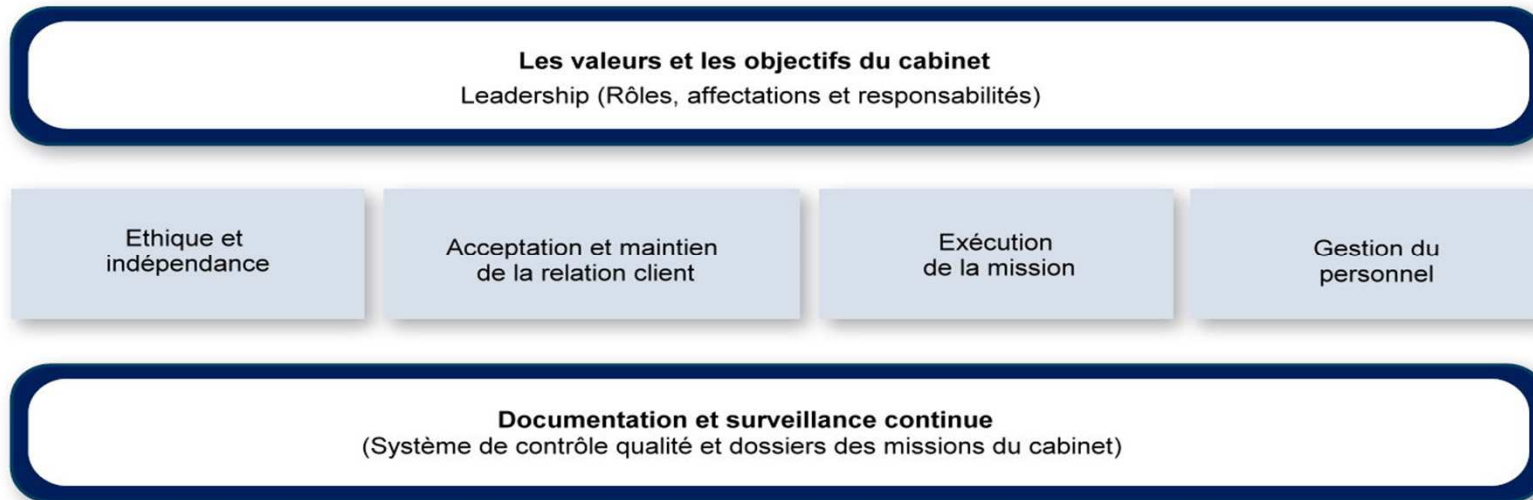 Les valeurs et les objectifs du cabinet
Leadership (Rôles, affectations et responsabilités)
Ethique et
indépendance
Acceptation et maintien
de la relation client
Exécution
de la mission
Gestion du
personnel
Documentation et surveillance continue
(Système de contrôle qualité et dossiers des missions du cabinet)